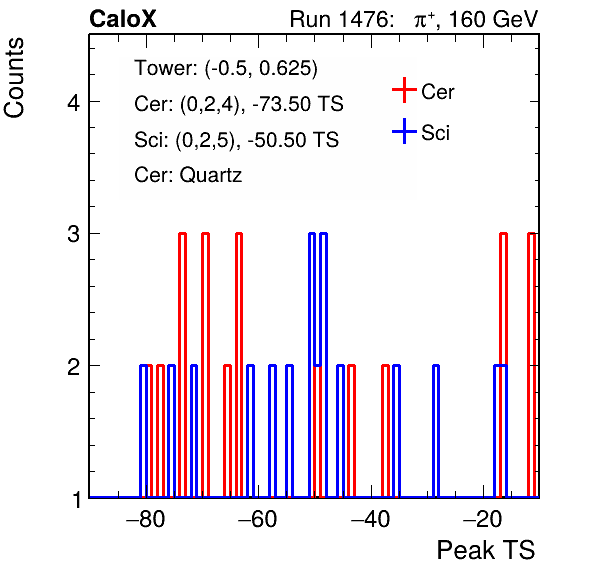 CaloX Run 1476: π⁺, 160 GeV
Counts
Tower: (-0.5, 0.625)
Cer: (0,2,4), -73.50 TS
Sci: (0,2,5), -50.50 TS
Cer: Quartz
Cer
Sci
4
3
2
1
−80 −60 −40 −20
Peak TS